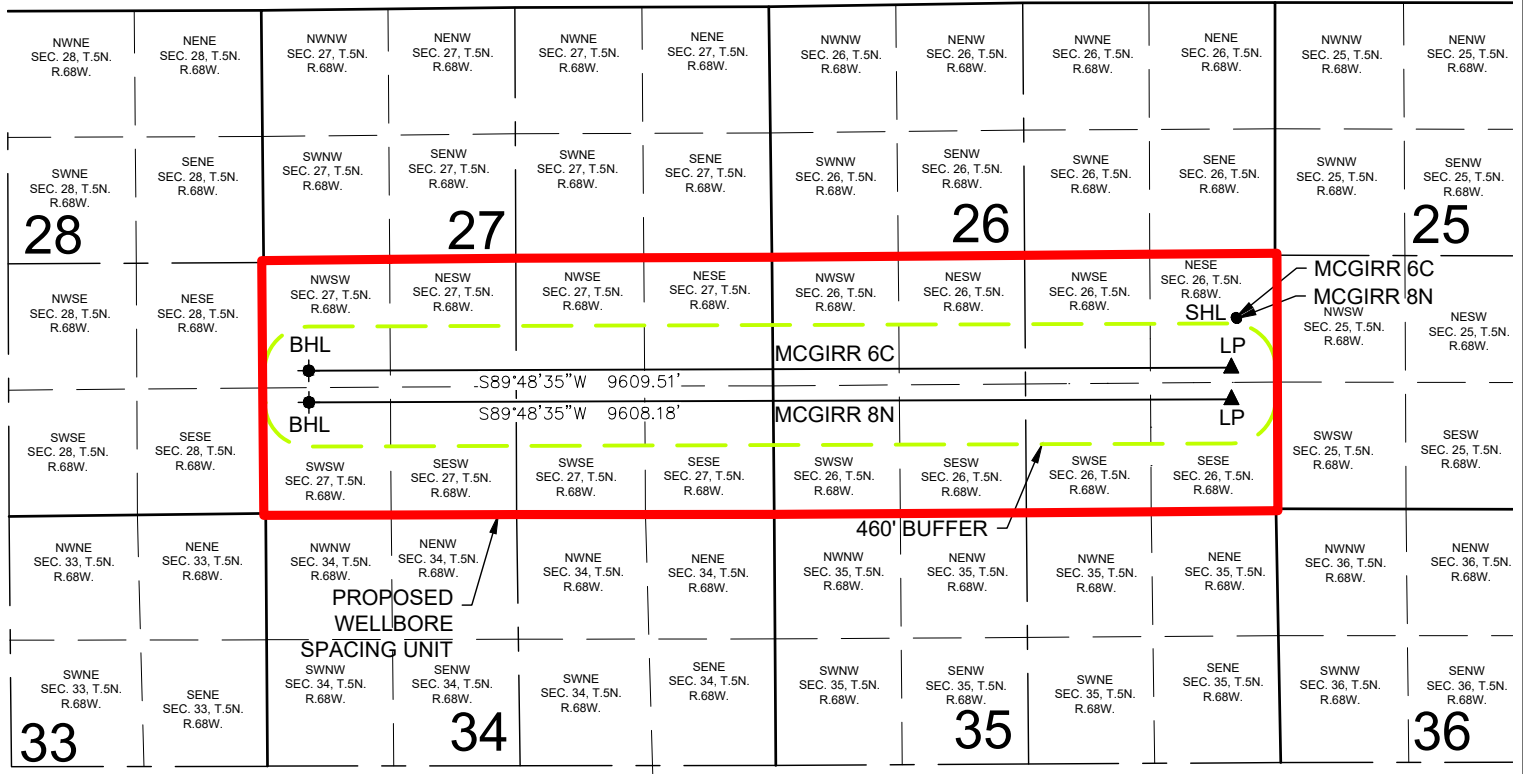 NWNE
SEC. 28, T.5N.
R.68W.
NENE
SEC. 28, T.5N.
R.68W.
NWNW
SEC. 27, T.5N.
R.68W.
NENW
SEC. 27, T.5N.
R.68W.
NWNE
SEC. 27, T.5N.
R.68W.
NENE
SEC. 27, T.5N.
R.68W.
NWNW
SEC. 26, T.5N.
R.68W.
NENW
SEC. 26, T.5N.
R.68W.
NWNE
SEC. 26, T.5N.
R.68W.
NENE
SEC. 26, T.5N.
R.68W.
NWNW
SEC. 25, T.5N.
R.68W.
NENW
SEC. 25, T.5N.
R.68W.
SWNE
SEC. 28, T.5N.
R.68W.
SENE
SEC. 28, T.5N.
R.68W.
SWNW
SEC. 27, T.5N.
R.68W.
SENW
SEC. 27, T.5N.
R.68W.
SWNE
SEC. 27, T.5N.
R.68W.
SENE
SEC. 27, T.5N.
R.68W.
SWNW
SEC. 26, T.5N.
R.68W.
SENW
SEC. 26, T.5N.
R.68W.
SWNE
SEC. 26, T.5N.
R.68W.
SENE
SEC. 26, T.5N.
R.68W.
SWNW
SEC. 25, T.5N.
R.68W.
SENW
SEC. 25, T.5N.
R.68W.
28
27
26
25
NWSE
SEC. 28, T.5N.
R.68W.
NESE
SEC. 28, T.5N.
R.68W.
NWSW
SEC. 27, T.5N.
R.68W.
NESW
SEC. 27, T.5N.
R.68W.
NWSE
SEC. 27, T.5N.
R.68W.
NESE
SEC. 27, T.5N.
R.68W.
NWSW
SEC. 26, T.5N.
R.68W.
NESW
SEC. 26, T.5N.
R.68W.
NWSE
SEC. 26, T.5N.
R.68W.
NESE
SEC. 26, T.5N.
R.68W.
MCGIRR 6C
MCGIRR 8N
SHL
NWSW
SEC. 25, T.5N.
R.68W.
NESW
SEC. 25, T.5N.
R.68W.
BHL
MCGIRR 6C
LP
S89°48'35"W 9609.51'
S89°48'35"W 9608.18'
BHL
MCGIRR 8N
LP
SWSE
SEC. 28, T.5N.
R.68W.
SESE
SEC. 28, T.5N.
R.68W.
SWSW
SEC. 27, T.5N.
R.68W.
SESW
SEC. 27, T.5N.
R.68W.
SWSE
SEC. 27, T.5N.
R.68W.
SESE
SEC. 27, T.5N.
R.68W.
SWSW
SEC. 26, T.5N.
R.68W.
SESW
SEC. 26, T.5N.
R.68W.
SWSE
SEC. 26, T.5N.
R.68W.
SESE
SEC. 26, T.5N.
R.68W.
SWSW
SEC. 25, T.5N.
R.68W.
SESW
SEC. 25, T.5N.
R.68W.
460' BUFFER
NWNE
SEC. 33, T.5N.
R.68W.
NENE
SEC. 33, T.5N.
R.68W.
NWNW
SEC. 34, T.5N.
R.68W.
NENW
SEC. 34, T.5N.
R.68W.
NWNE
SEC. 34, T.5N.
R.68W.
NENE
SEC. 34, T.5N.
R.68W.
NWNW
SEC. 35, T.5N.
R.68W.
NENW
SEC. 35, T.5N.
R.68W.
NWNE
SEC. 35, T.5N.
R.68W.
NENE
SEC. 35, T.5N.
R.68W.
NWNW
SEC. 36, T.5N.
R.68W.
NENW
SEC. 36, T.5N.
R.68W.
PROPOSED
WELLBORE
SPACING UNIT
SWNE
SEC. 33, T.5N.
R.68W.
SENE
SEC. 33, T.5N.
R.68W.
SWNW
SEC. 34, T.5N.
R.68W.
SENW
SEC. 34, T.5N.
R.68W.
SWNE
SEC. 34, T.5N.
R.68W.
SENE
SEC. 34, T.5N.
R.68W.
SWNW
SEC. 35, T.5N.
R.68W.
SENW
SEC. 35, T.5N.
R.68W.
SWNE
SEC. 35, T.5N.
R.68W.
SENE
SEC. 35, T.5N.
R.68W.
SWNW
SEC. 36, T.5N.
R.68W.
SENW
SEC. 36, T.5N.
R.68W.
33
34
35
36